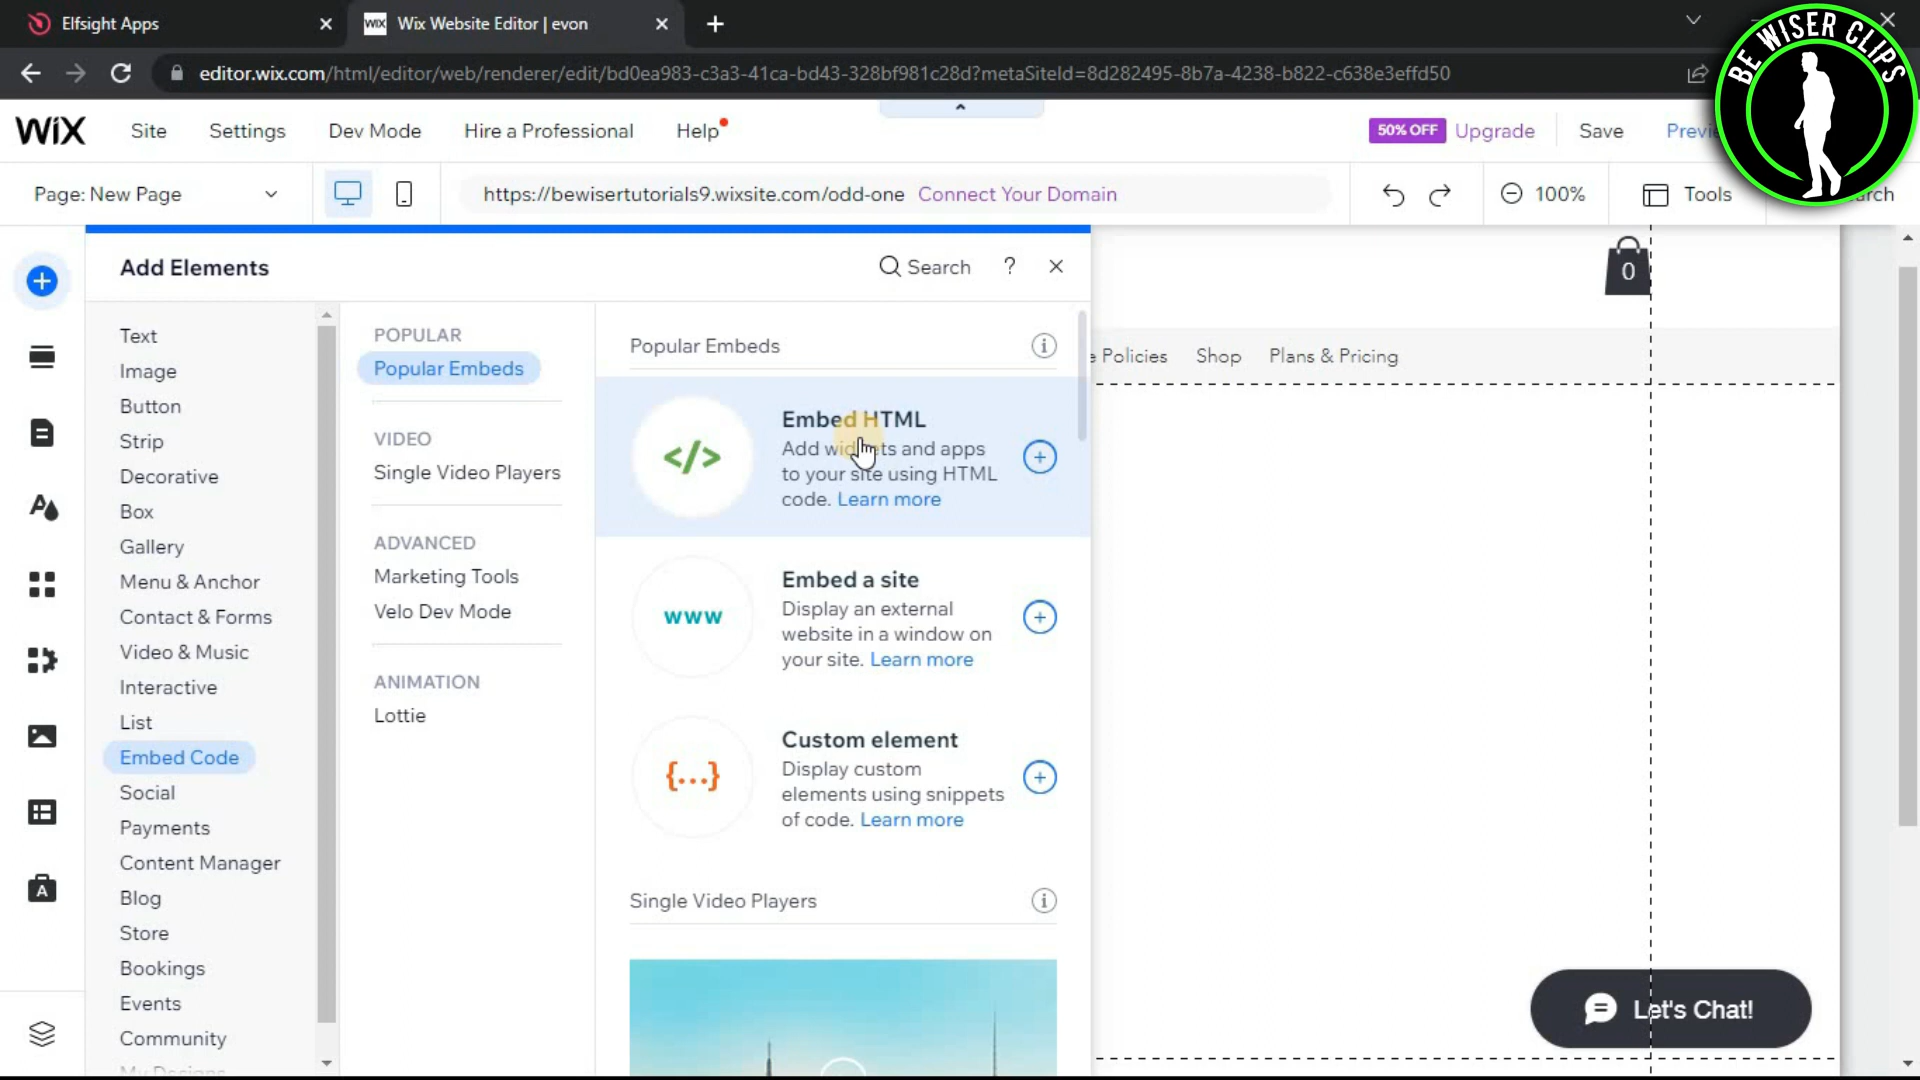 Elfsight Apps
WIX Wix Website Editor | evon
editor.wix.com/html/editor/web/renderer/edit/bd0ea983-c3a3-41ca-bd43-328bf981c28d?metaSiteId=8d282495-8b7a-4238-b822-c638e3effd50
BE WISER CLIPS
WIX Site Settings Dev Mode Hire a Professional Help 50% OFF Upgrade Save
Page: New Page https://bewisertutorials9.wixsite.com/odd-one Connect Your Domain 100% Tools
Add Elements Search ?
0
Text
Image
Button
Strip
Decorative
Box
Gallery
Menu & Anchor
Contact & Forms
Video & Music
Interactive
List
Embed Code
Social
Payments
Content Manager
Blog
Store
Bookings
Events
Community
POPULAR
Popular Embeds
VIDEO
Single Video Players
ADVANCED
Marketing Tools
Velo Dev Mode
ANIMATION
Lottie
Popular Embeds
</>
Embed HTML
Add widgets and apps
to your site using HTML
code. Learn more
www
Embed a site
Display an external
website in a window on
your site. Learn more
{...}
Custom element
Display custom
elements using snippets
of code. Learn more
Single Video Players
Policies Shop Plans & Pricing
Let's Chat!